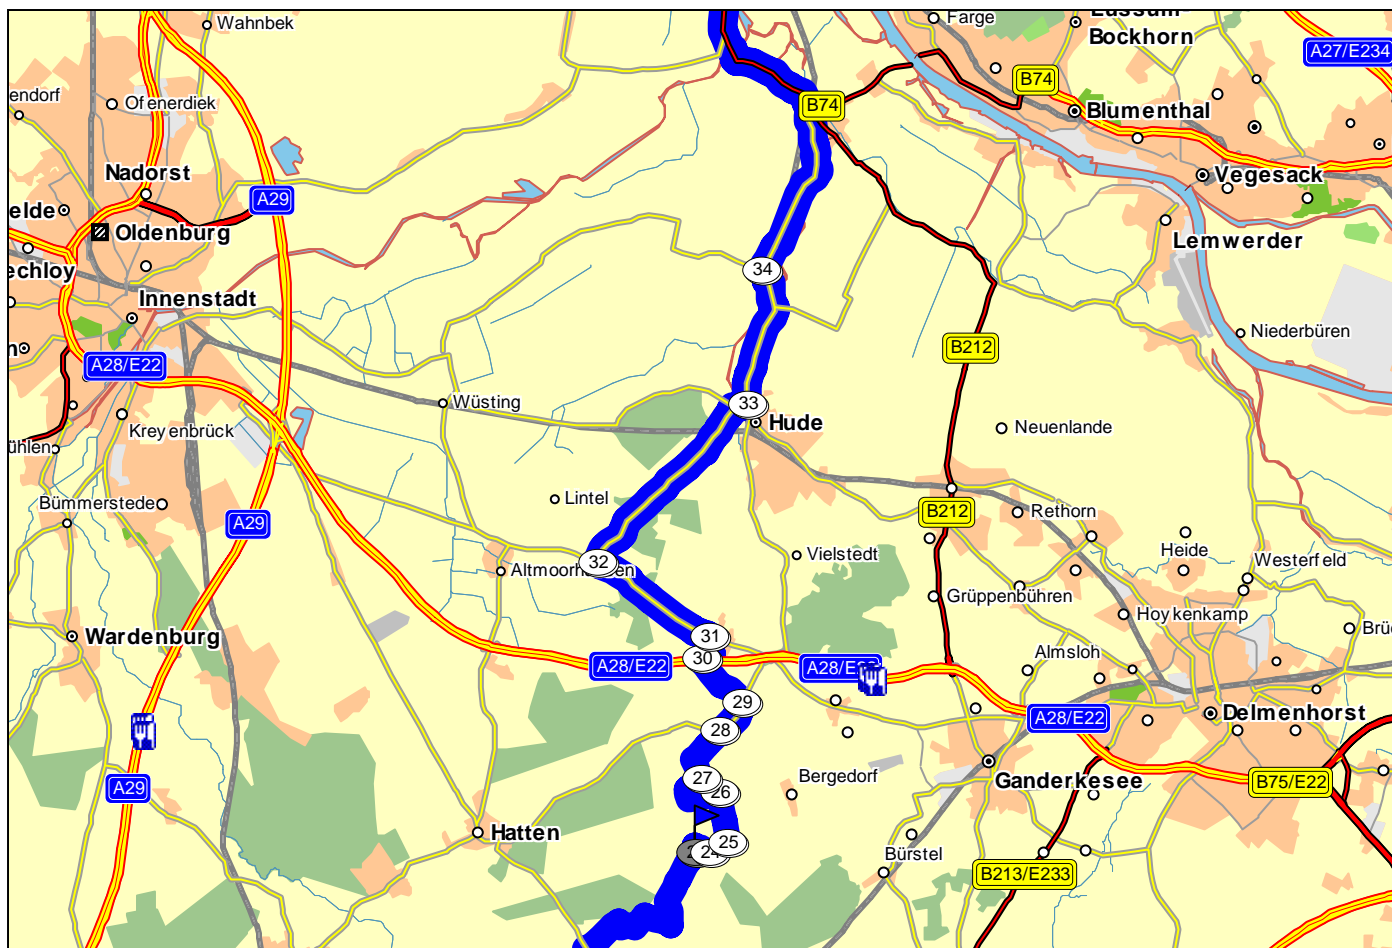 Wahnbek
Farge
Bockhorn
A27/E234
endorf
Ofenerdiek
B74
B74
Blumenthal
Nadorst
Vegesack
A29
elde
Oldenburg
Lemwerder
echloy
34
Innenstadt
Niederbüren
B212
A28/E22
Wüsting
33
Hude
Kreyenbrück
Neuenlande
ühlen
Lintel
Bümmerstede
A29
B212
Rethorn
Vielstedt
Heide
Westerfeld
32
Grüppenbühren
Hoykenkamp
Wardenburg
31
30
A28/E22
Almsloh
29
A28/E22
Delmenhorst
28
27
26
Bergedorf
Ganderkesee
B75/E22
A29
Hatten
25
Bürstel
B213/E233